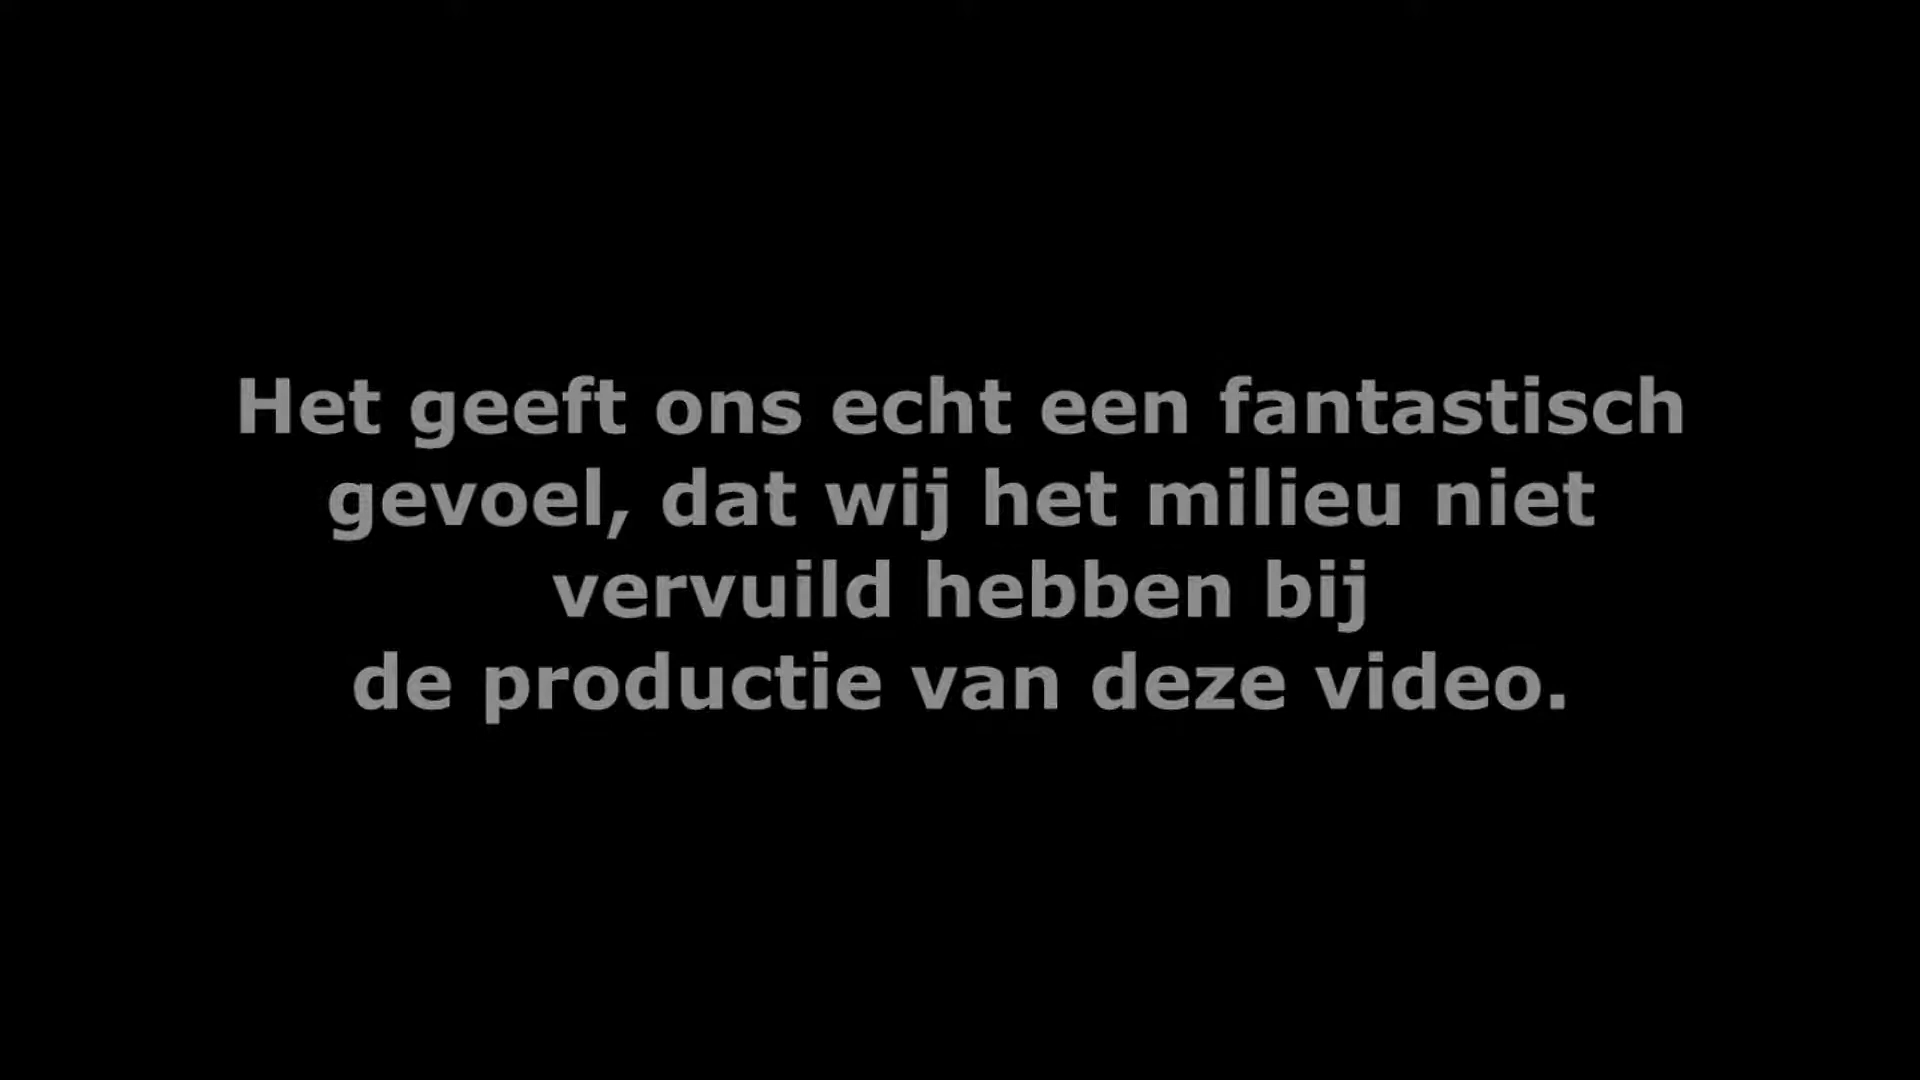 Het geeft ons echt een fantastisch
gevoel, dat wij het milieu niet
vervuild hebben bij
de productie van deze video.